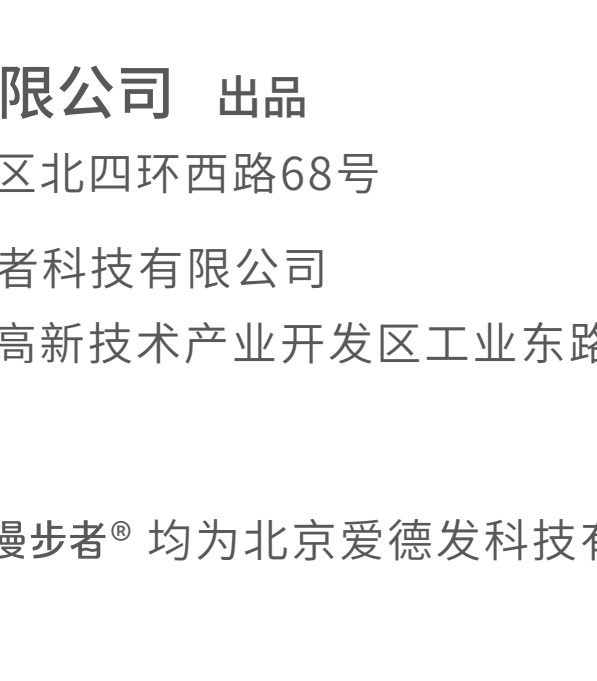 限公司 出品
区北四环西路68号
者科技有限公司
高新技术产业开发区工业东路
漫步者® 均为北京爱德发科技有